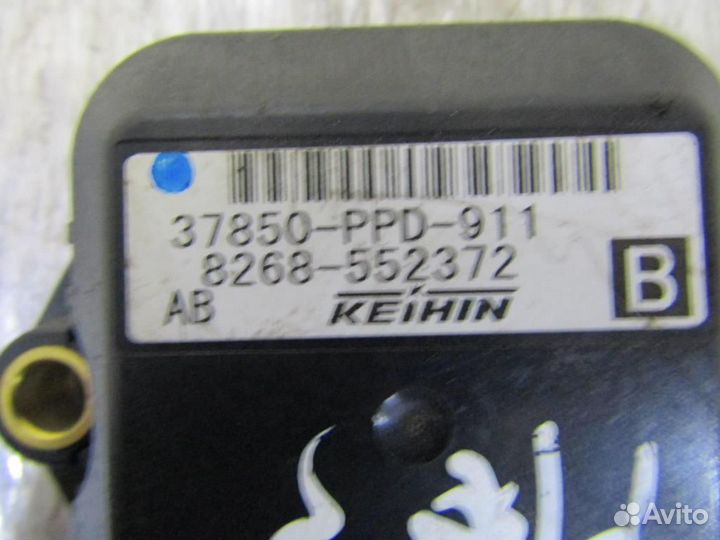 37850-PPD-911
8268-552372
AB KEIHIN B
Avito